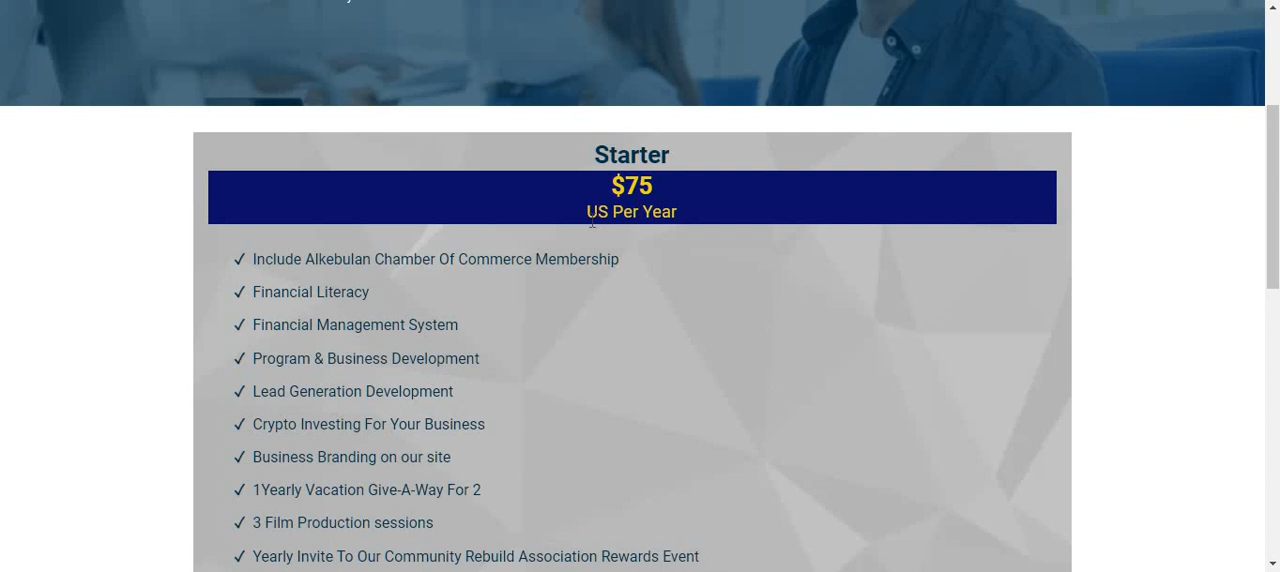 Starter
$75
US Per Year
✓ Include Alkebulan Chamber Of Commerce Membership
✓ Financial Literacy
✓ Financial Management System
✓ Program & Business Development
✓ Lead Generation Development
✓ Crypto Investing For Your Business
✓ Business Branding on our site
✓ 1Yearly Vacation Give-A-Way For 2
✓ 3 Film Production sessions
✓ Yearly Invite To Our Community Rebuild Association Rewards Event